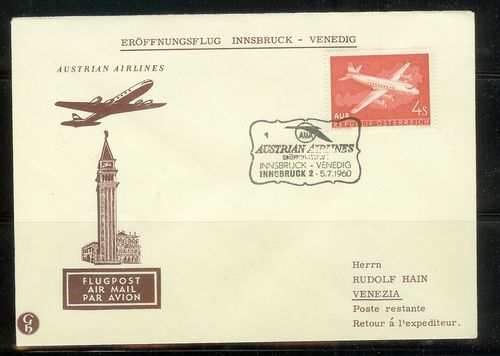 ERÖFFNUNGSFLUG INNSBRUCK - VENEDIG
AUSTRIAN AIRLINES
4S
AUA
REPUBLIK ÖSTERREICH
1
AUA
AUSTRIAN AIRLINES
ERÖFFNUNGSFLUG
INNSBRUCK - VENEDIG
INNSBRUCK 2 - 5.7.1960
FLUGPOST
AIR MAIL
PAR AVION
Herrn
RUDOLF HAIN
VENEZIA
Poste restante
Retour á l'expediteur.